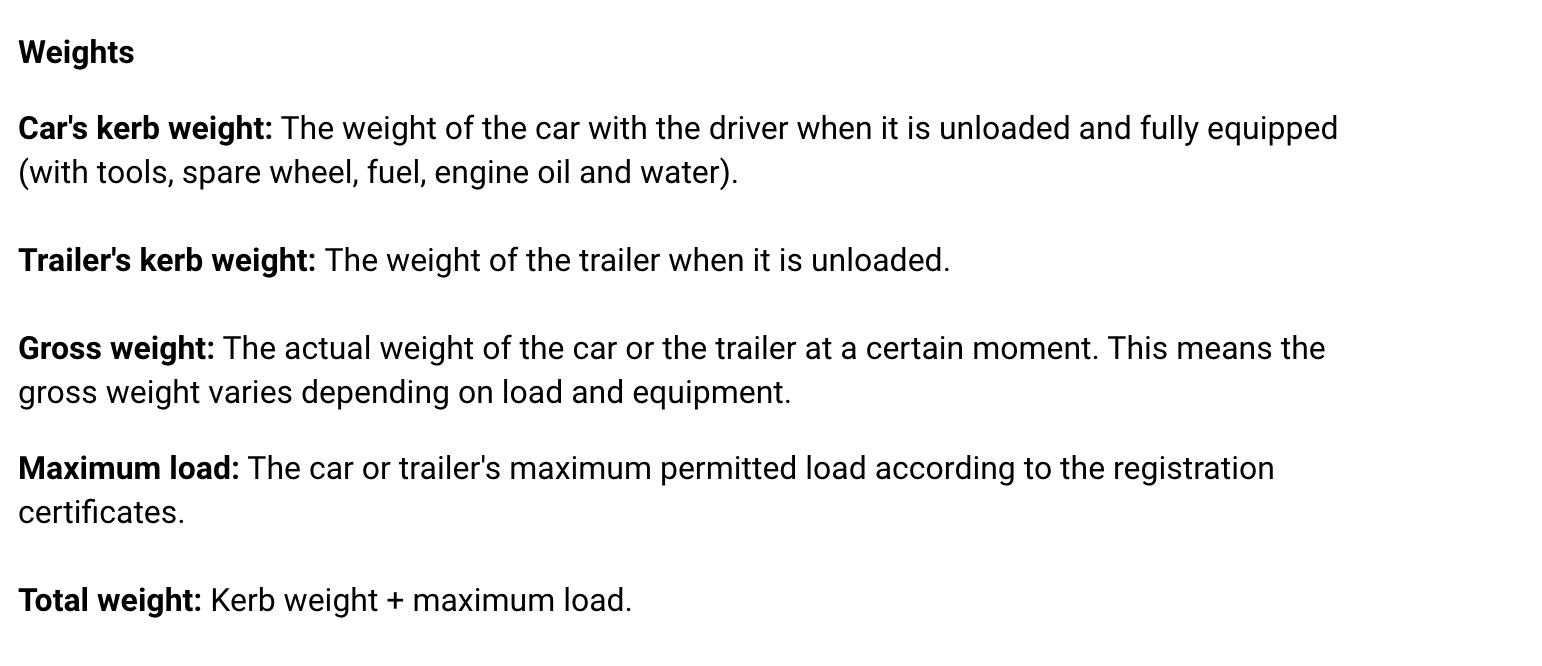 Weights
Car's kerb weight: The weight of the car with the driver when it is unloaded and fully equipped
(with tools, spare wheel, fuel, engine oil and water).
Trailer's kerb weight: The weight of the trailer when it is unloaded.
Gross weight: The actual weight of the car or the trailer at a certain moment. This means the
gross weight varies depending on load and equipment.
Maximum load: The car or trailer's maximum permitted load according to the registration
certificates.
Total weight: Kerb weight + maximum load.